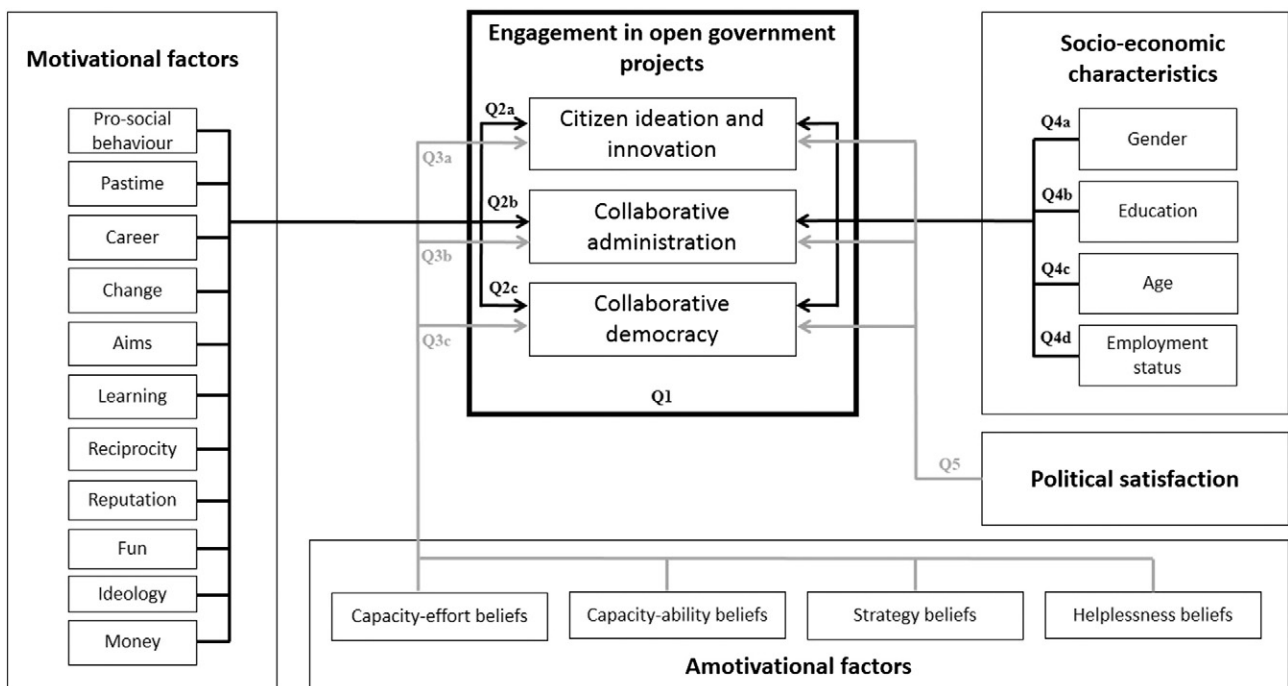 Motivational factors
Pro-social
behaviour
Pastime
Career
Change
Aims
Learning
Reciprocity
Reputation
Fun
Ideology
Money
Engagement in open government
projects
Q2a
Citizen ideation and
innovation
Q3a
Q2b
Collaborative
administration
Q3b
Q2c
Collaborative
democracy
Q3c
Q1
Socio-economic
characteristics
Q4a
Gender
Q4b
Education
Q4c
Age
Q4d
Employment
status
Q5
Political satisfaction
Capacity-effort beliefs
Capacity-ability beliefs
Strategy beliefs
Helplessness beliefs
Amotivational factors